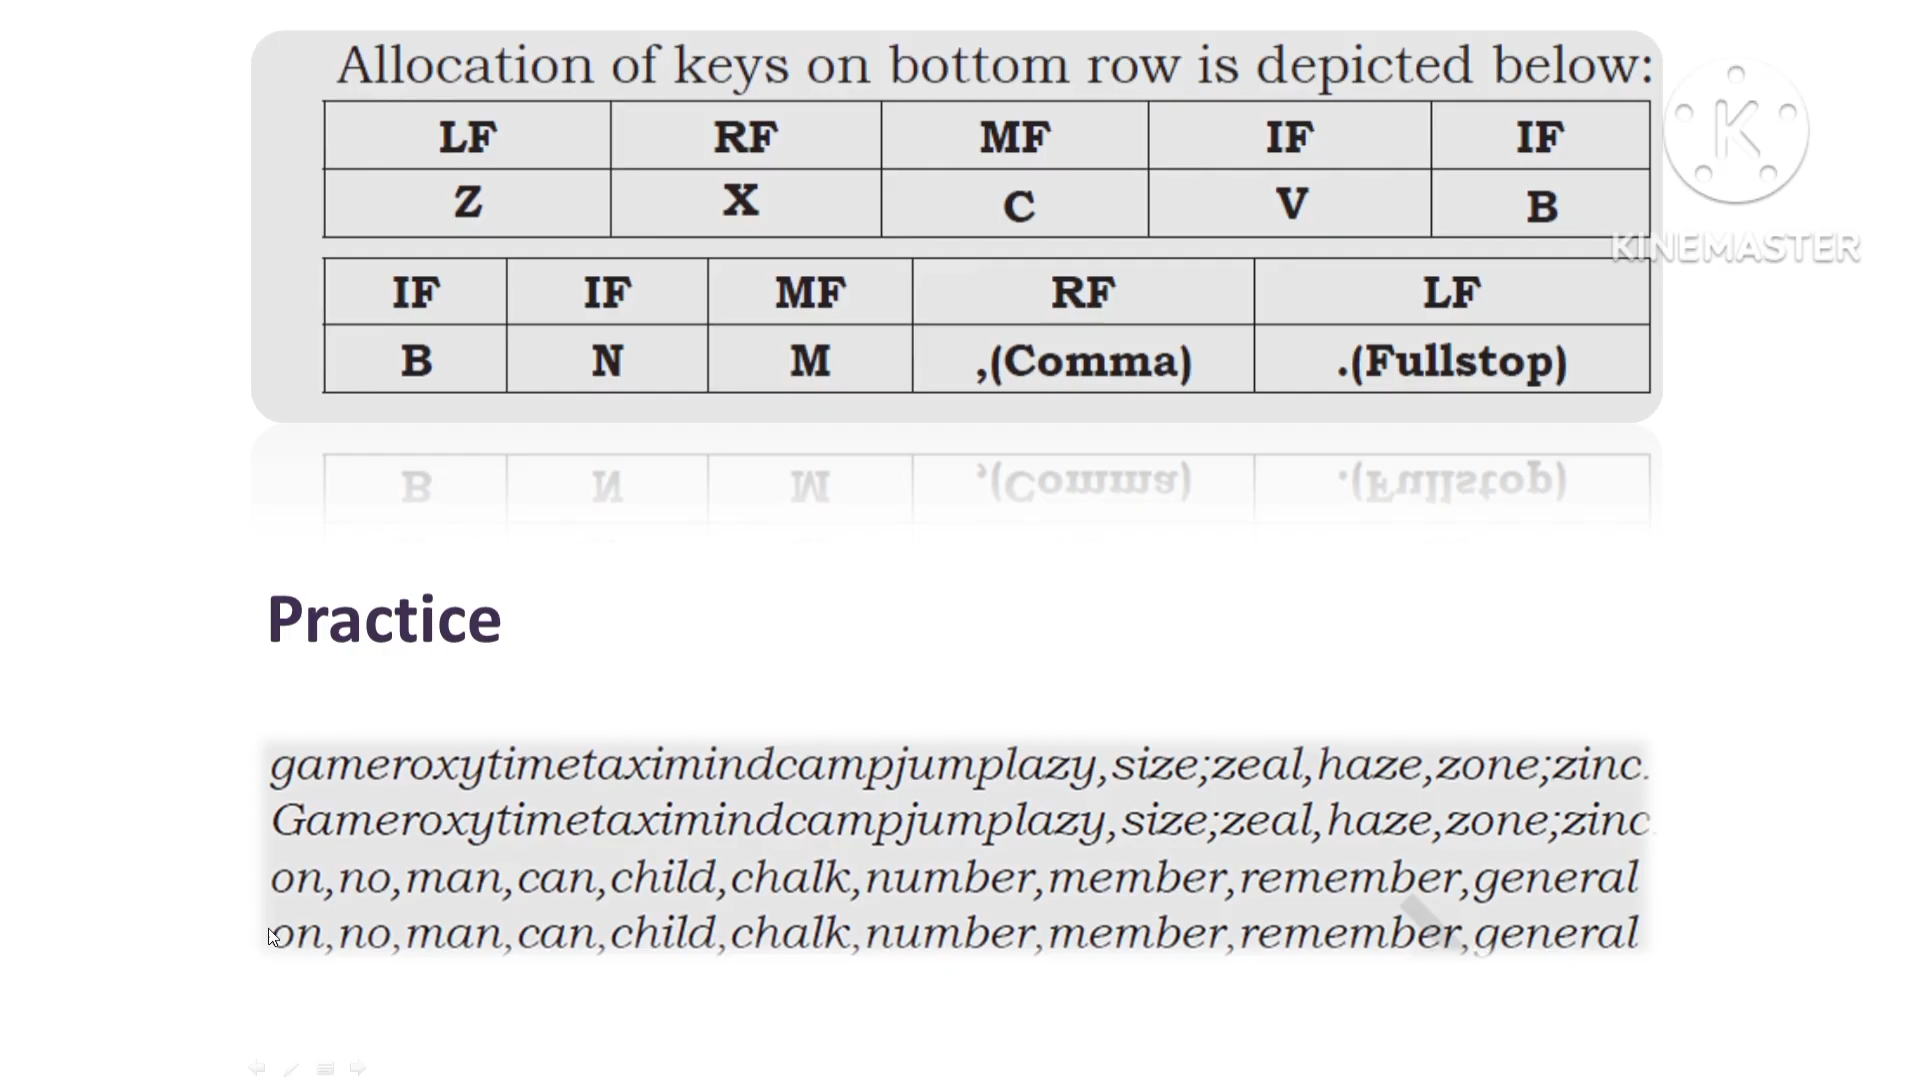 Allocation of keys on bottom row is depicted below:
LF RF MF IF IF
Z X C V B
IF IF MF RF LF
B N M ,(Comma) .(Fullstop)
K
KINEMASTER
B N M ,(Comma) .(Fullstop)
Practice
gameroxytimetaximindcampjumplazy,size;zeal,haze,zone;zinc.
Gameroxytimetaximindcampjumplazy,size;zeal,haze,zone;zinc.
on,no,man,can,child,chalk,number,member,remember,general
on,no,man,can,child,chalk,number,member,remember,general